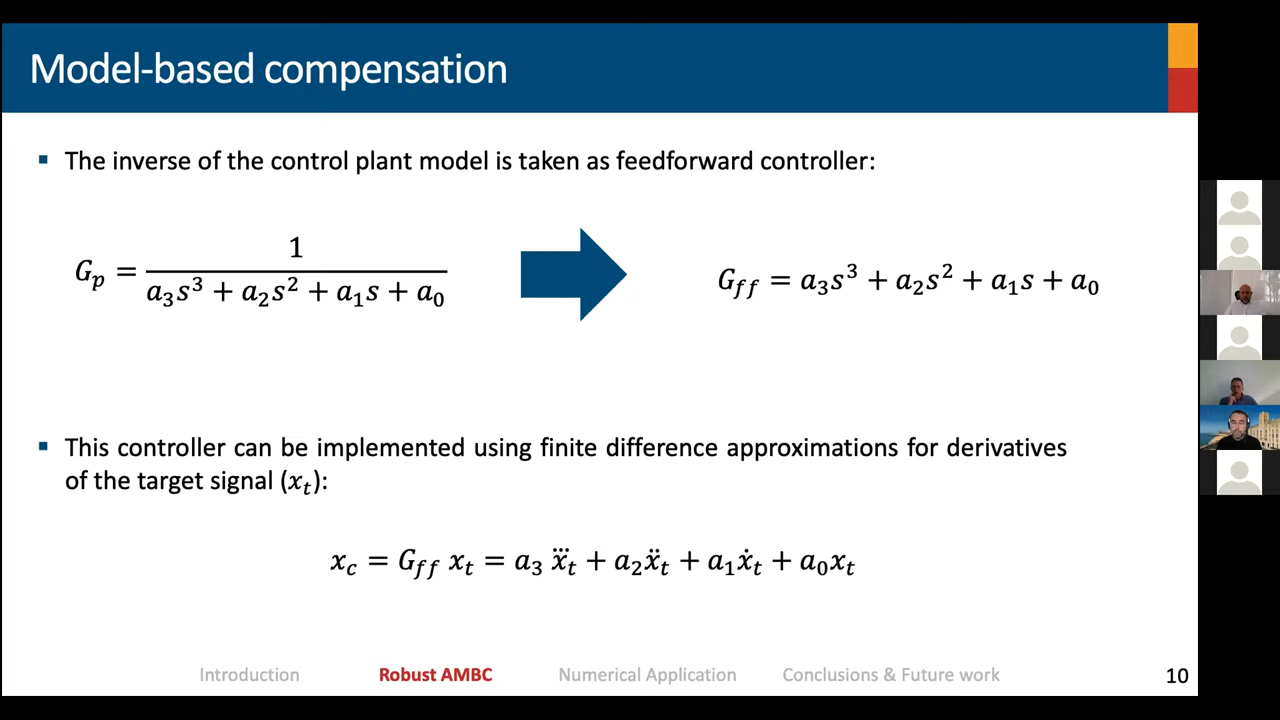 Model-based compensation
▪ The inverse of the control plant model is taken as feedforward controller:
G_p = 1 / (a_3s^3 + a_2s^2 + a_1s + a_0)
G_ff = a_3s^3 + a_2s^2 + a_1s + a_0
▪ This controller can be implemented using finite difference approximations for derivatives
of the target signal (x_t):
x_c = G_ff x_t = a_3 x⃛_t + a_2ẍ_t + a_1ẋ_t + a_0x_t
Introduction Robust AMBC Numerical Application Conclusions & Future work 10